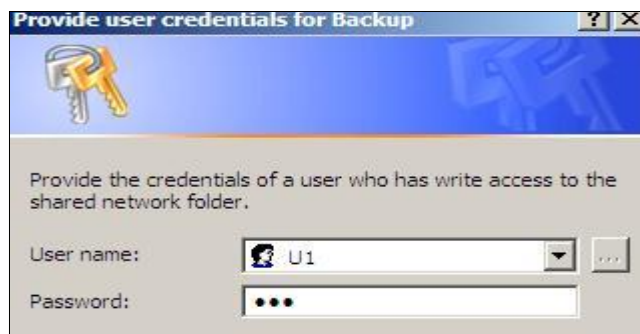 Provide user credentials for Backup
Provide the credentials of a user who has write access to the
shared network folder.
User name:
U1
...
Password:
•••